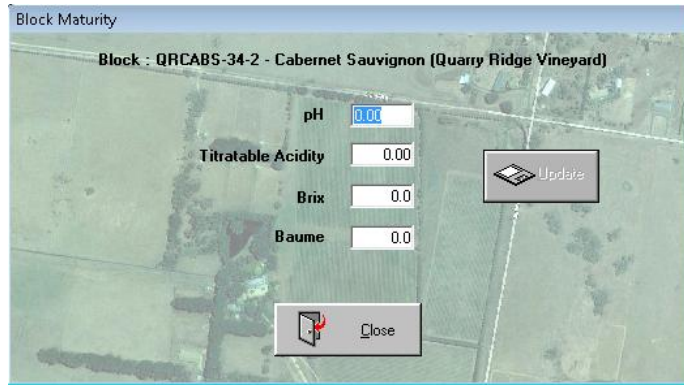 Block Maturity
Block : QRCABS-34-2 - Cabernet Sauvignon (Quarry Ridge Vineyard)
pH 0.00
Titratable Acidity 0.00
Update
Brix 0.0
Baume 0.0
Close